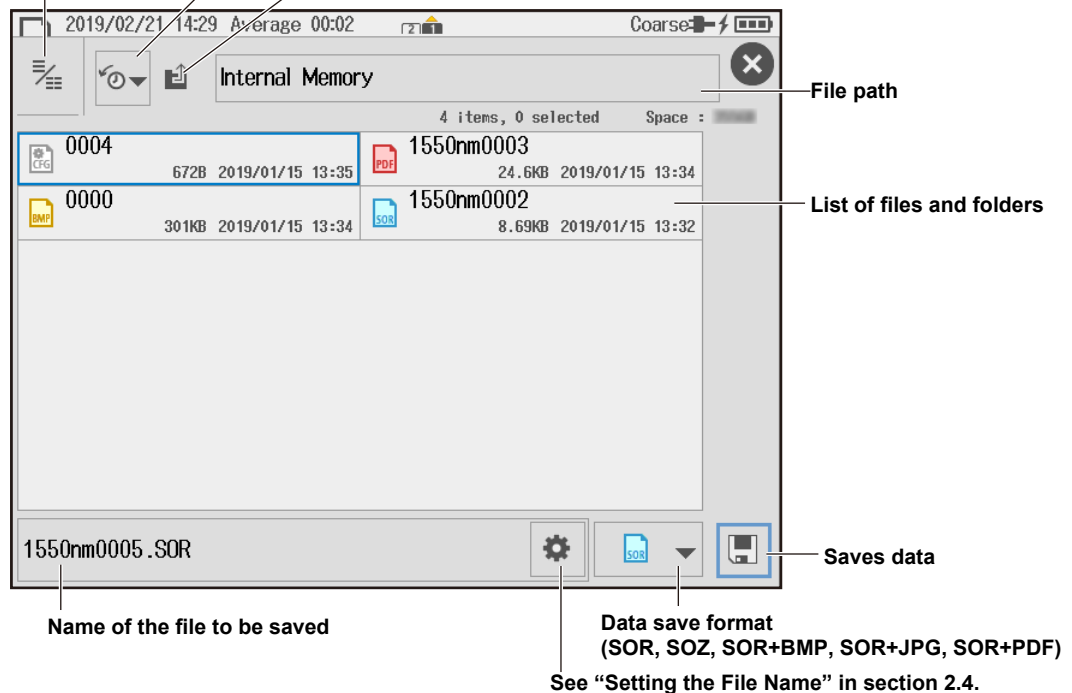 2019/02/21 14:29 Average 00:02 2 1 Coarse
Internal Memory
File path
4 items, 0 selected Space :
0004
CFG
672B 2019/01/15 13:35
1550nm0003
PDF
24.6KB 2019/01/15 13:34
0000
BMP
301KB 2019/01/15 13:34
1550nm0002
SOR
8.69KB 2019/01/15 13:32
List of files and folders
1550nm0005.SOR
SOR
Saves data
Name of the file to be saved
Data save format
(SOR, SOZ, SOR+BMP, SOR+JPG, SOR+PDF)
See “Setting the File Name” in section 2.4.